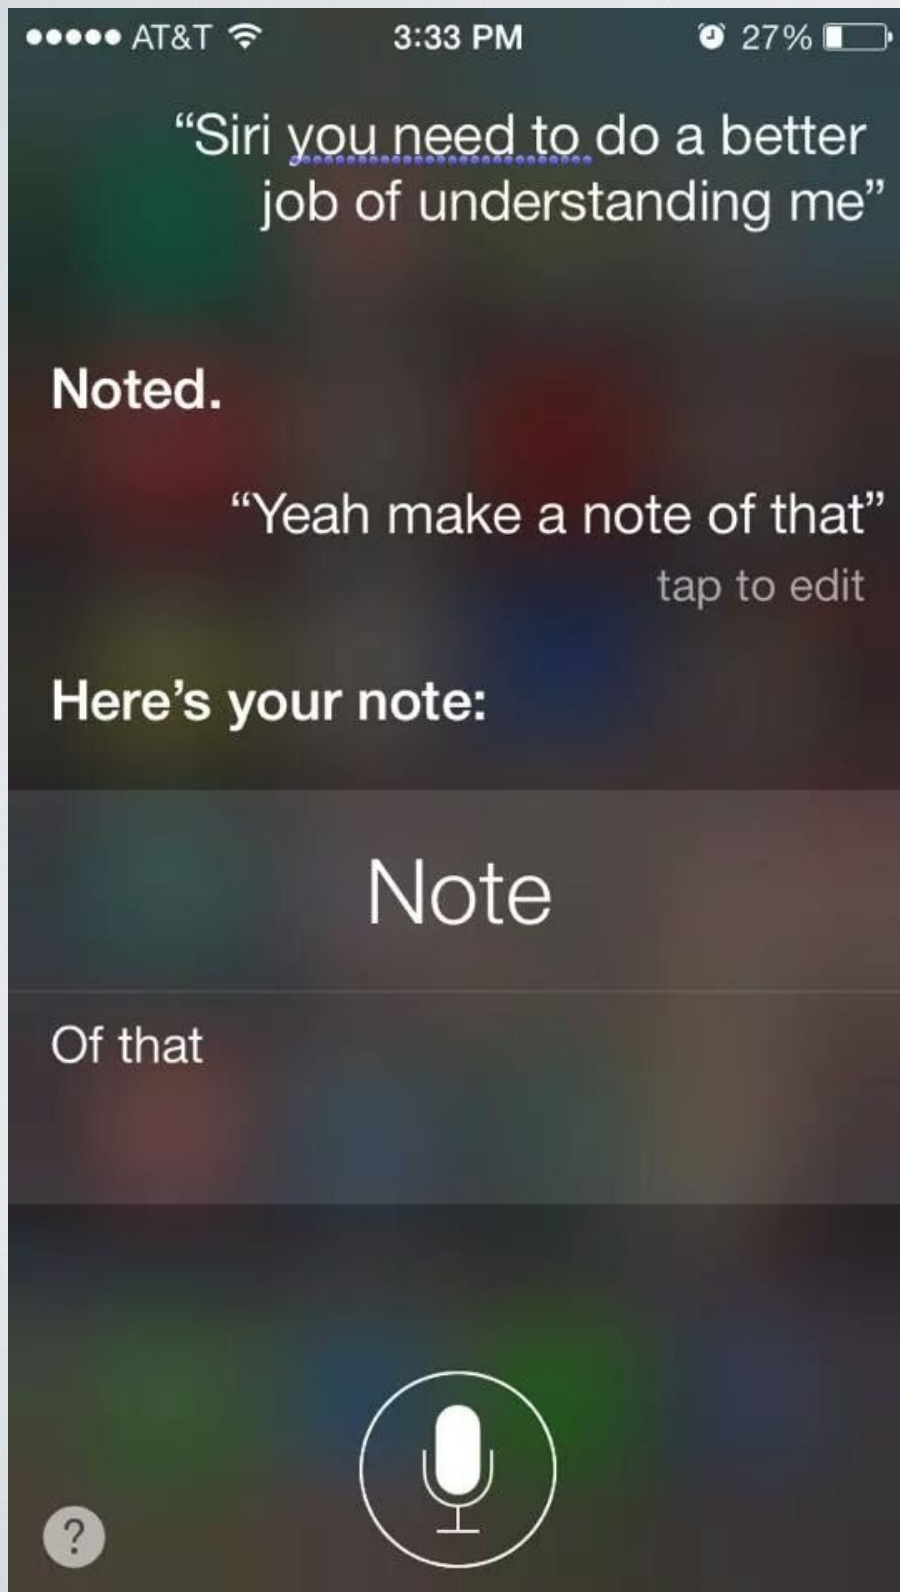 AT&T 3:33 PM 27%
“Siri you need to do a better
job of understanding me”
Noted.
“Yeah make a note of that”
tap to edit
Here’s your note:
Note
Of that
?